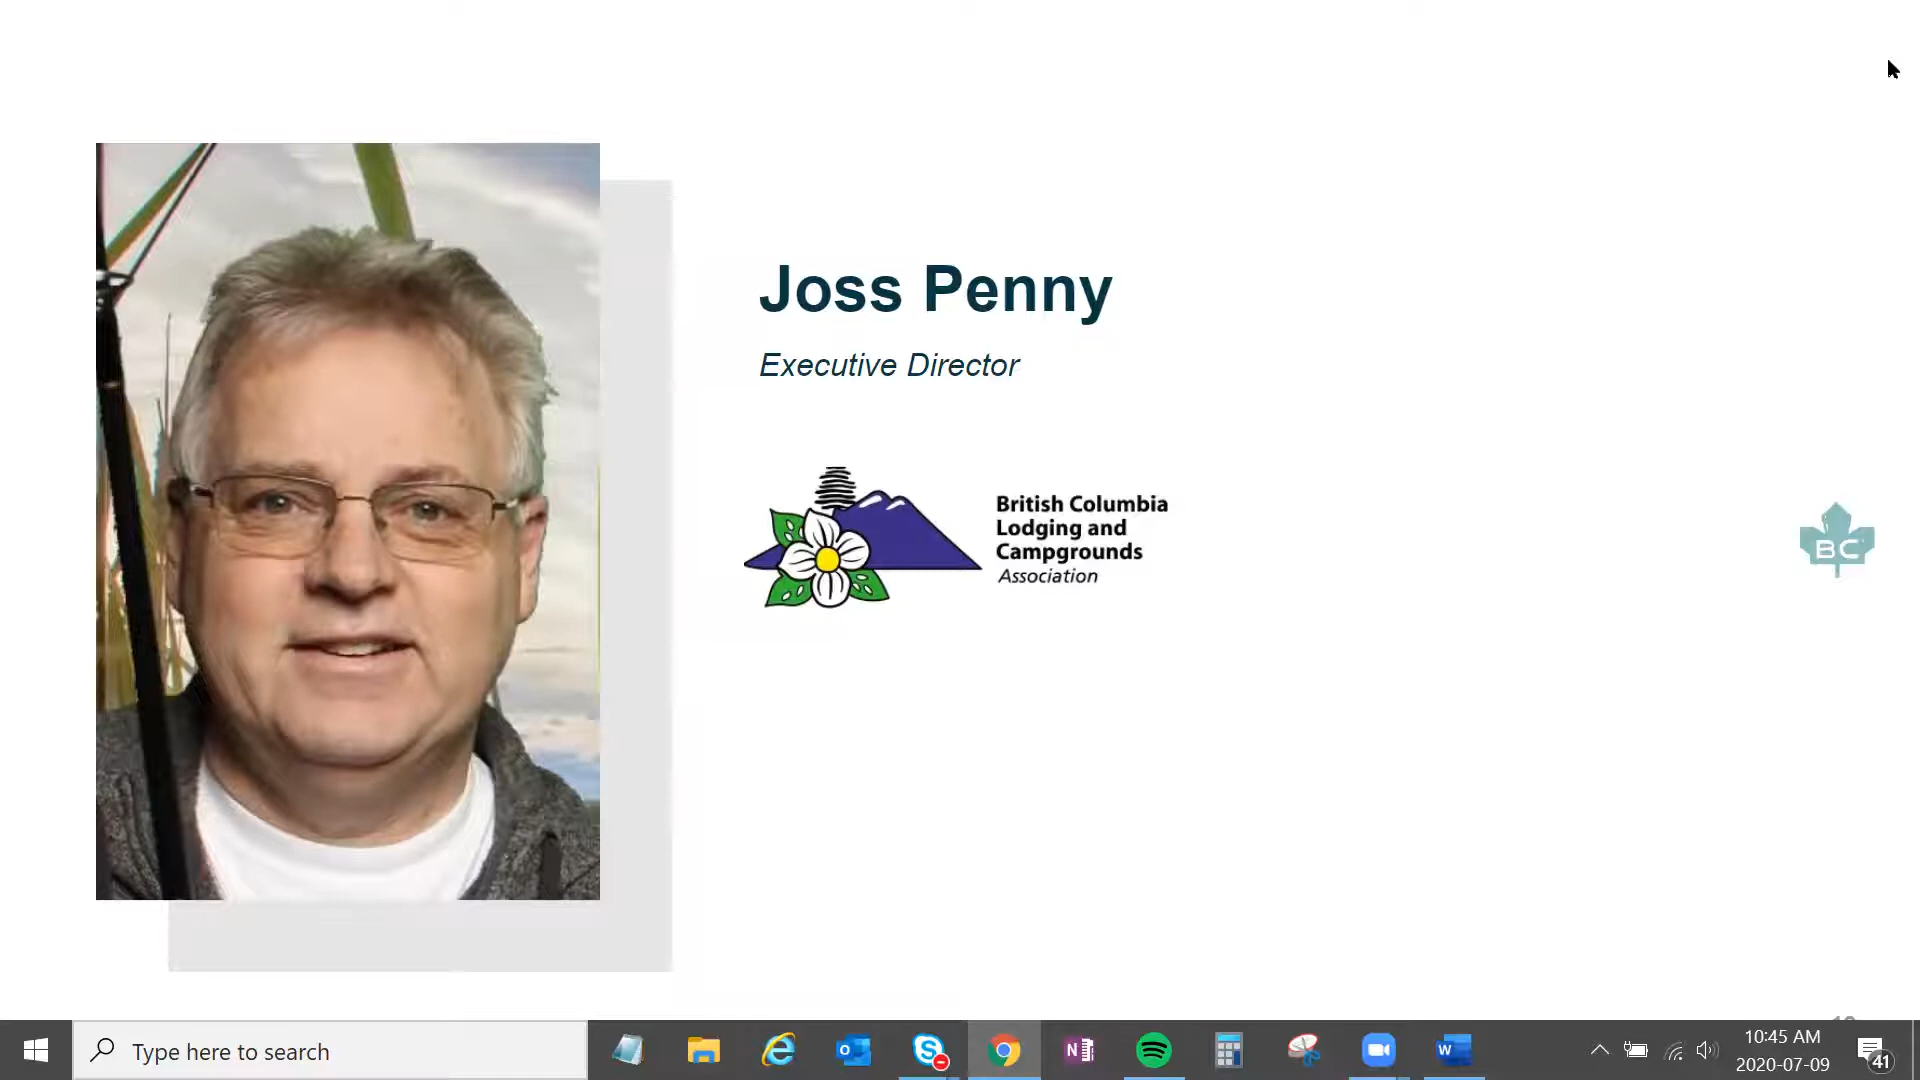 Joss Penny
Executive Director
British Columbia
Lodging and
Campgrounds
Association
BC
Type here to search
10:45 AM
2020-07-09
41